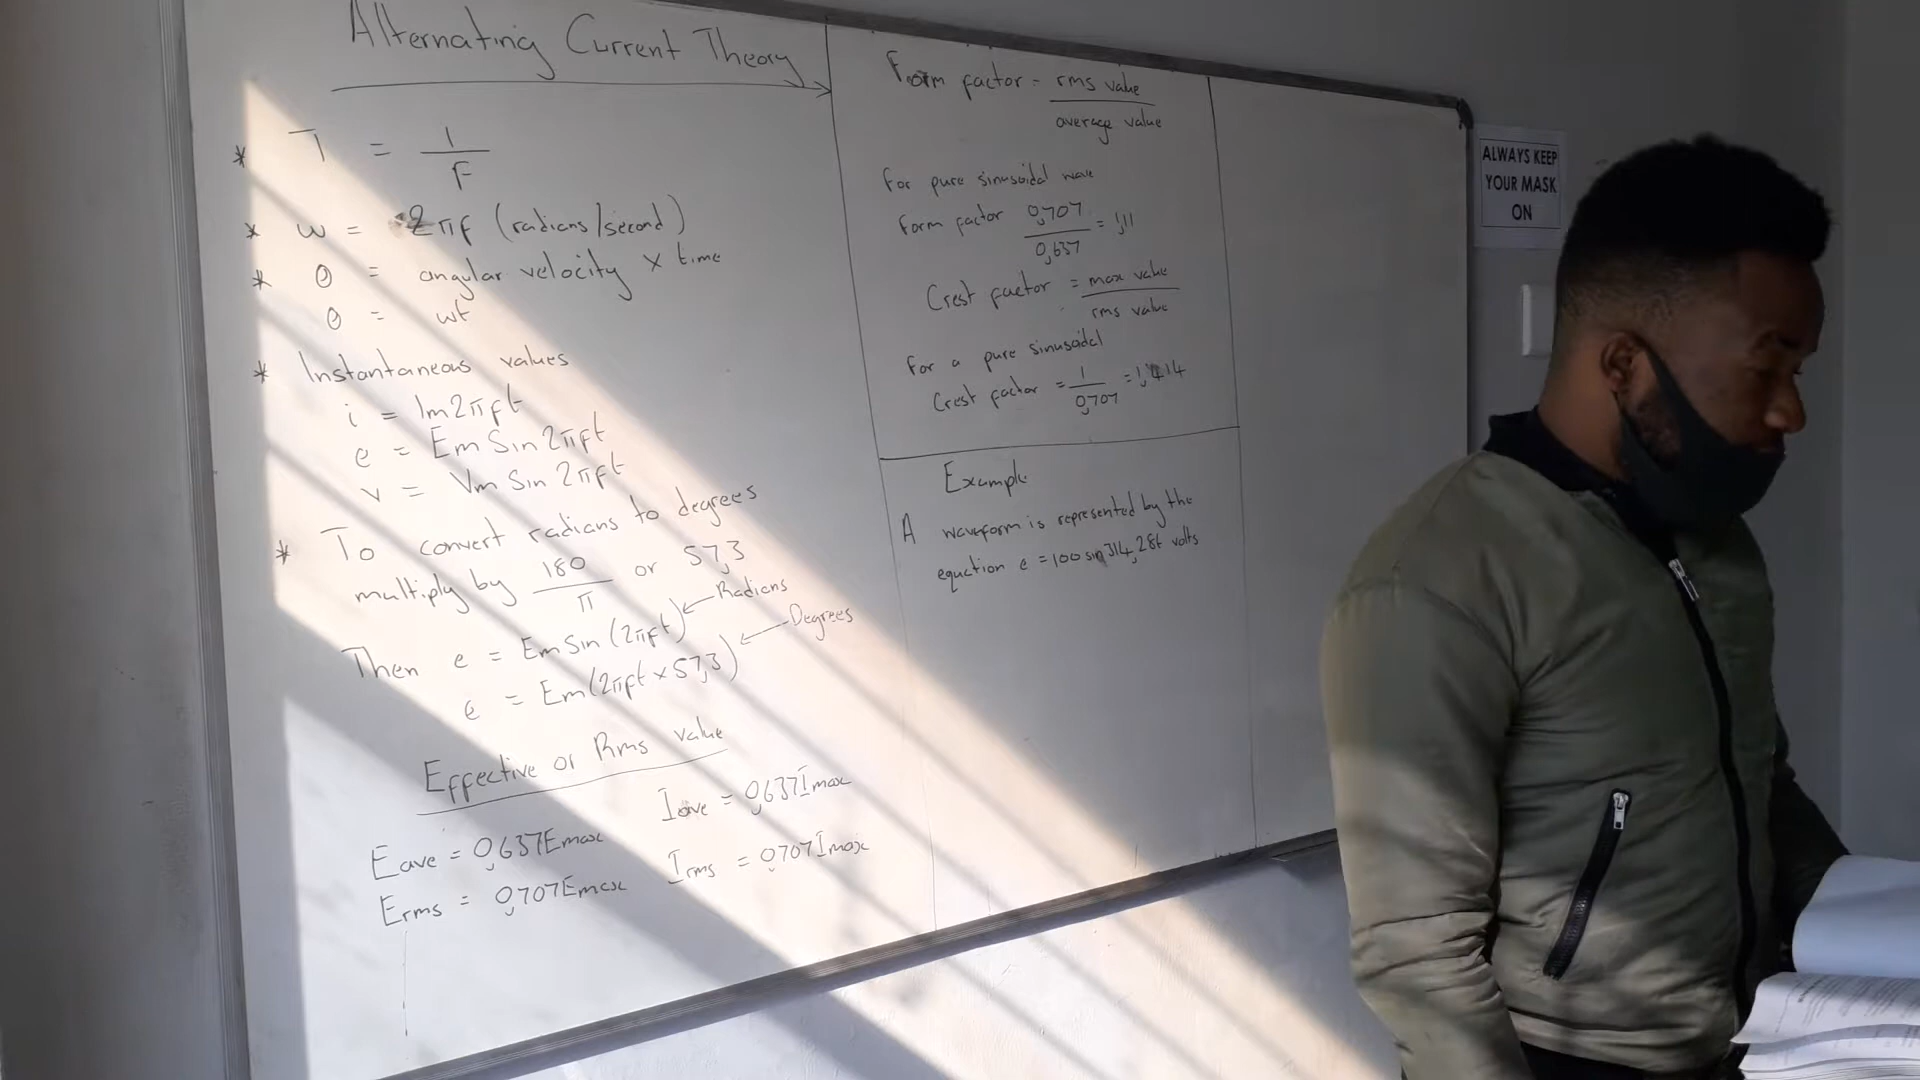 Alternating Current Theory
* T = 1/F
* w = 2πf (radians/second)
* θ = angular velocity x time
θ = wt
* Instantaneous values
i = Im2πft
e = Em Sin 2πft
v = Vm Sin 2πft
* To convert radians to degrees
multiply by 180/π or 57,3
Then e = Em Sin (2πft) ← Radians
e = Em(2πft x 57,3) ← Degrees
Effective or Rms value
Eave = 0,637Emax Iave = 0,637Imax
Erms = 0,707Emax Irms = 0,707Imax
Form factor = rms value
average value
For pure sinusoidal wave
Form factor 0,707/0,637 = 1,11
Crest factor = max value
rms value
For a pure sinusoidal
Crest factor = 1/0,707 = 1,414
Example
A waveform is represented by the
equation e = 100 sin 314,28t volts
ALWAYS KEEP
YOUR MASK
ON